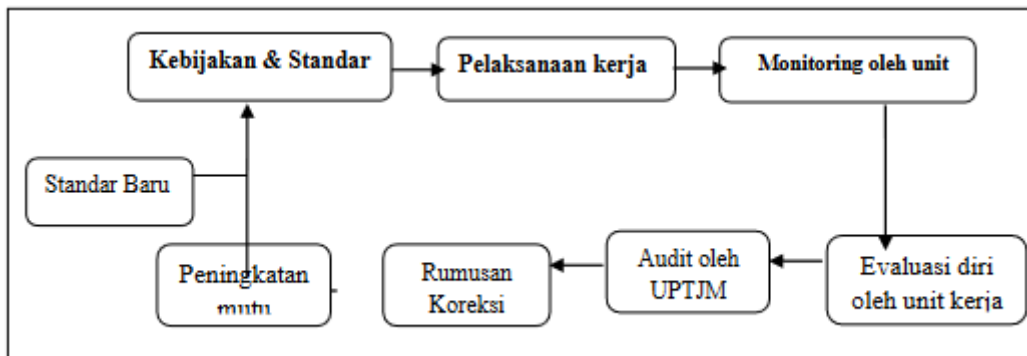 Kebijakan & Standar
Pelaksanaan kerja
Monitoring oleh unit
Standar Baru
Peningkatan
mutu
Rumusan
Koreksi
Audit oleh
UPTJM
Evaluasi diri
oleh unit kerja